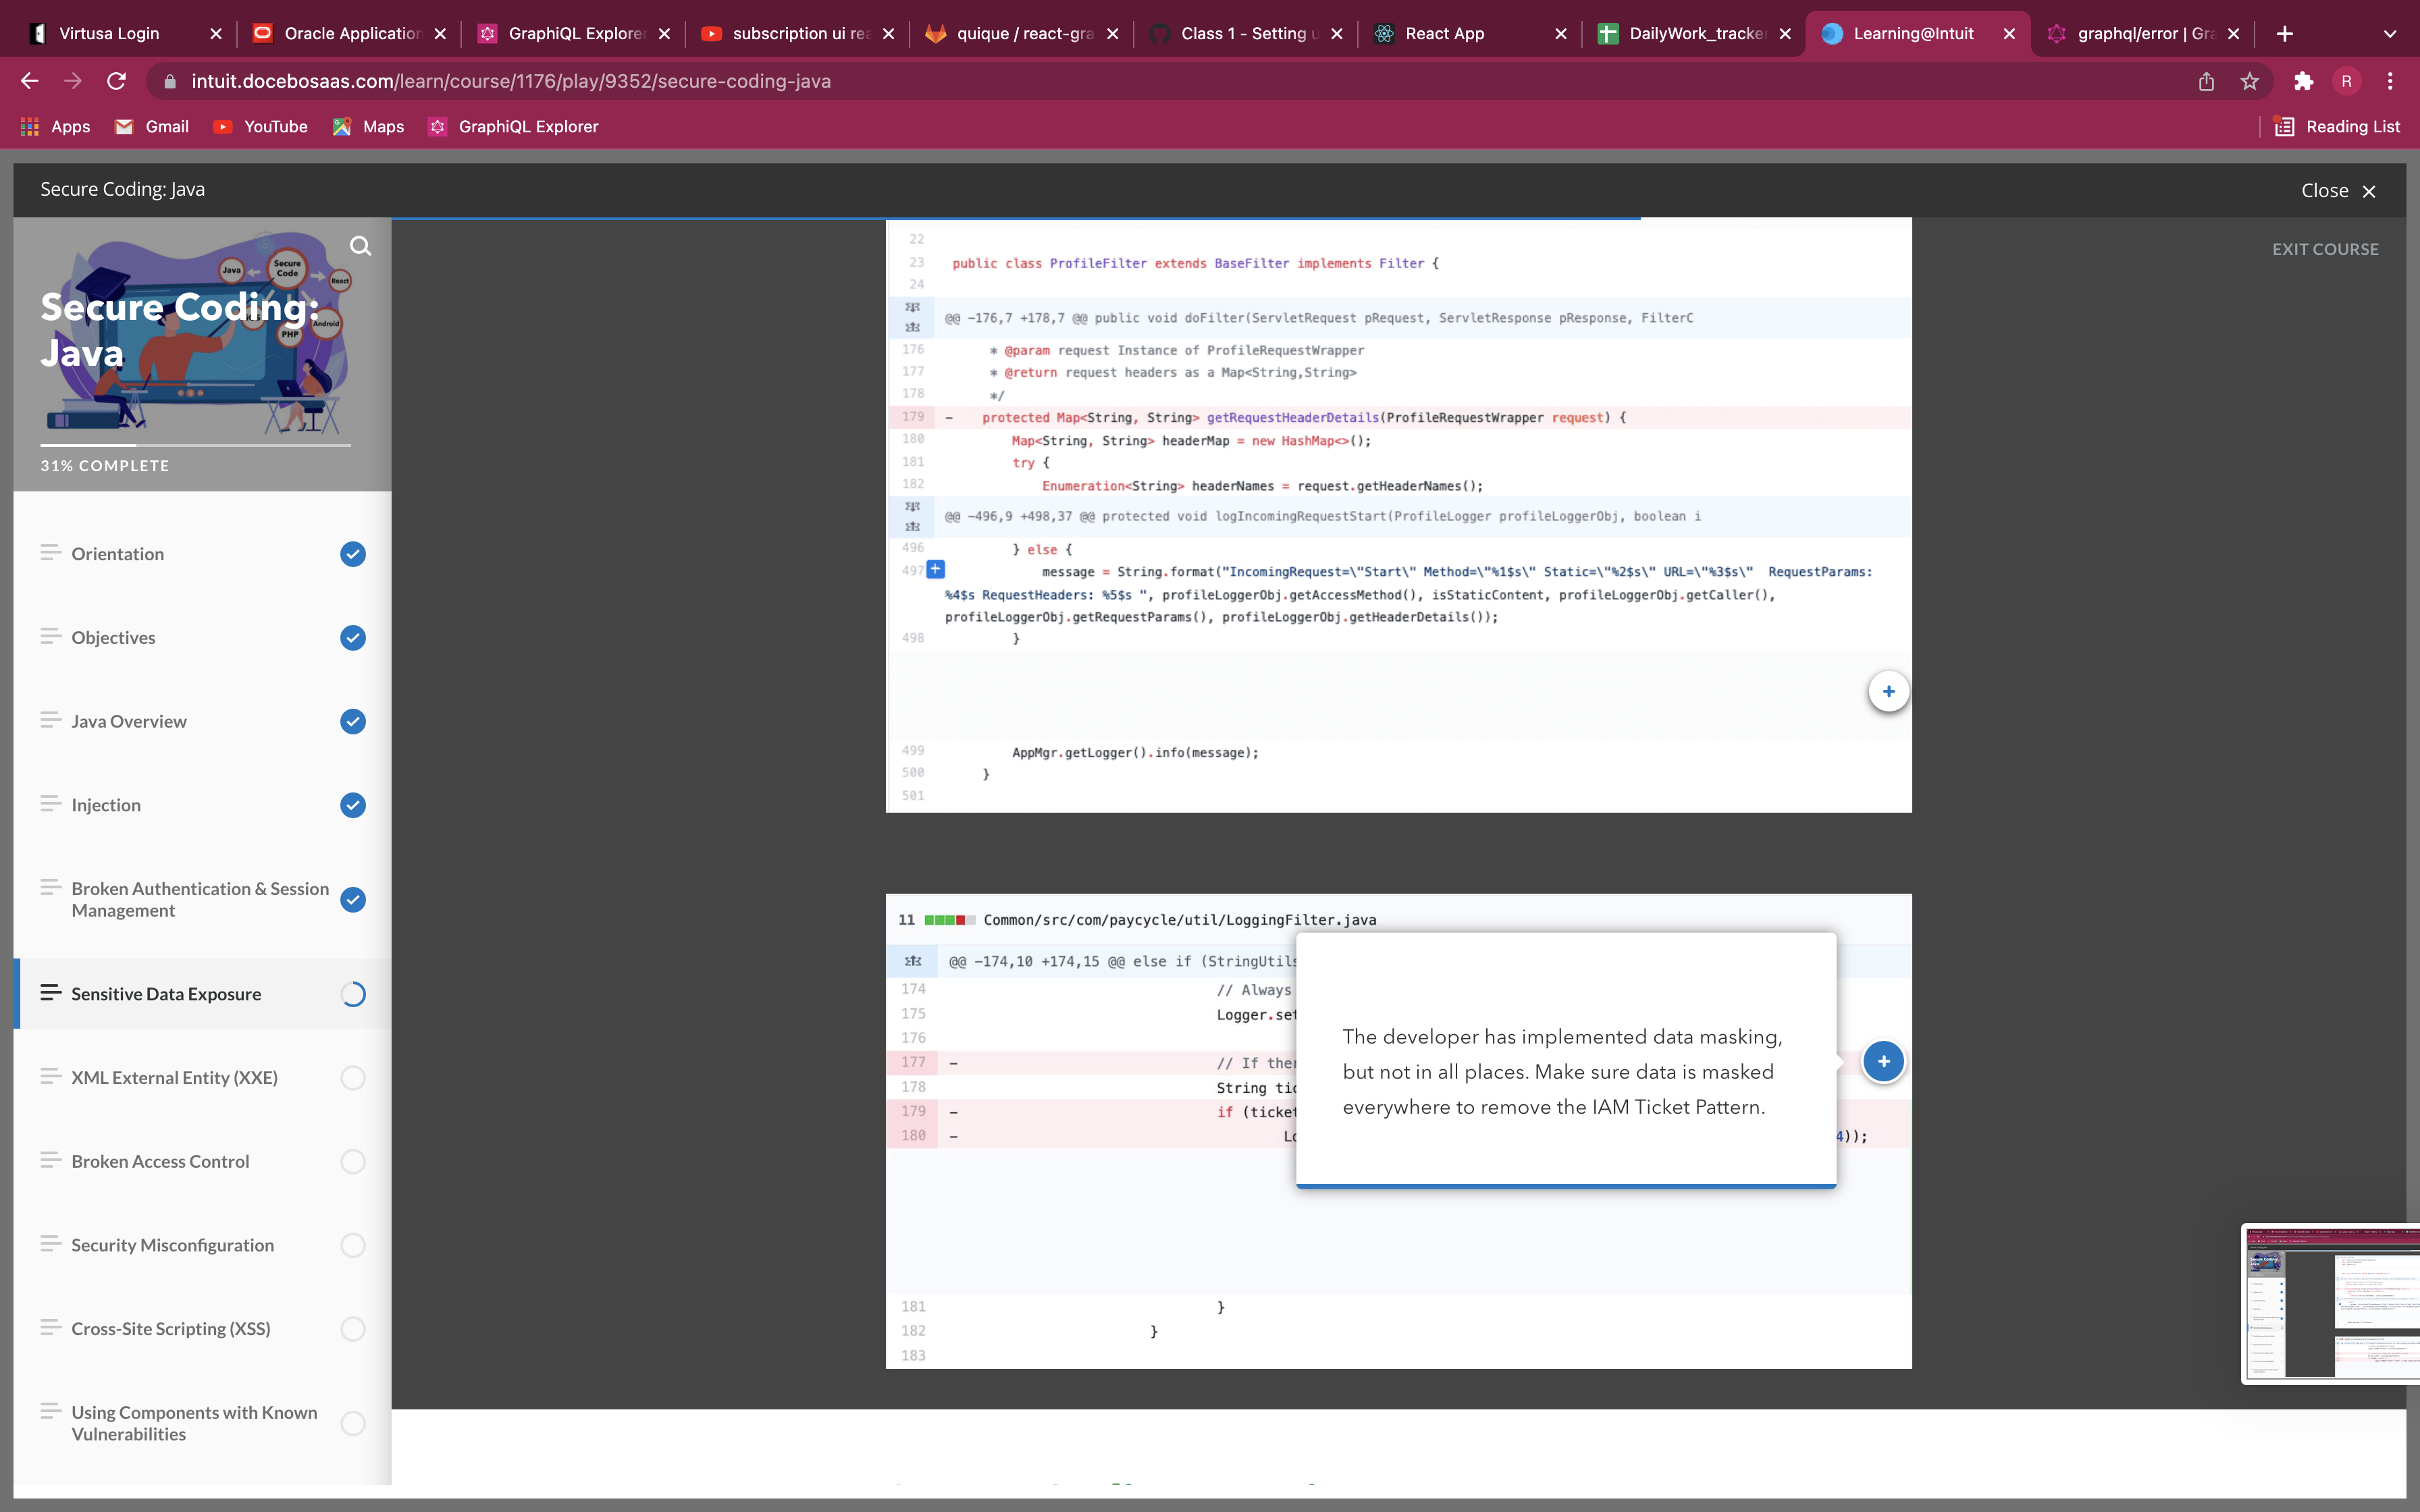 Virtusa Login
Oracle Application
GraphiQL Explorer
subscription ui rea
quique / react-gra
Class 1 - Setting u
React App
DailyWork_tracker
Learning@Intuit
graphql/error | Gra
intuit.docebosaas.com/learn/course/1176/play/9352/secure-coding-java
R
Apps
Gmail
YouTube
Maps
GraphiQL Explorer
Reading List
Secure Coding: Java
Close
EXIT COURSE
Java
Secure Code
React
Android
PHP
Secure Coding:
Java
31% COMPLETE
Orientation
Objectives
Java Overview
Injection
Broken Authentication & Session
Management
Sensitive Data Exposure
XML External Entity (XXE)
Broken Access Control
Security Misconfiguration
Cross-Site Scripting (XSS)
Using Components with Known
Vulnerabilities
22
23 public class ProfileFilter extends BaseFilter implements Filter {
24
@@ -176,7 +178,7 @@ public void doFilter(ServletRequest pRequest, ServletResponse pResponse, FilterC
176 * @param request Instance of ProfileRequestWrapper
177 * @return request headers as a Map<String,String>
178 */
179 - protected Map<String, String> getRequestHeaderDetails(ProfileRequestWrapper request) {
180 Map<String, String> headerMap = new HashMap<>();
181 try {
182 Enumeration<String> headerNames = request.getHeaderNames();
@@ -496,9 +498,37 @@ protected void logIncomingRequestStart(ProfileLogger profileLoggerObj, boolean i
496 } else {
497 message = String.format("IncomingRequest=\"Start\" Method=\"%1$s\" Static=\"%2$s\" URL=\"%3$s\" RequestParams:
%4$s RequestHeaders: %5$s ", profileLoggerObj.getAccessMethod(), isStaticContent, profileLoggerObj.getCaller(),
profileLoggerObj.getRequestParams(), profileLoggerObj.getHeaderDetails());
498 }
499 AppMgr.getLogger().info(message);
500 }
501
11 Common/src/com/paycycle/util/LoggingFilter.java
@@ -174,10 +174,15 @@ else if (StringUtils
174 // Always
175 Logger.set
176
177 - // If ther
178 String tic
179 - if (ticket
180 - Lo 4));
The developer has implemented data masking,
but not in all places. Make sure data is masked
everywhere to remove the IAM Ticket Pattern.
181 }
182 }
183